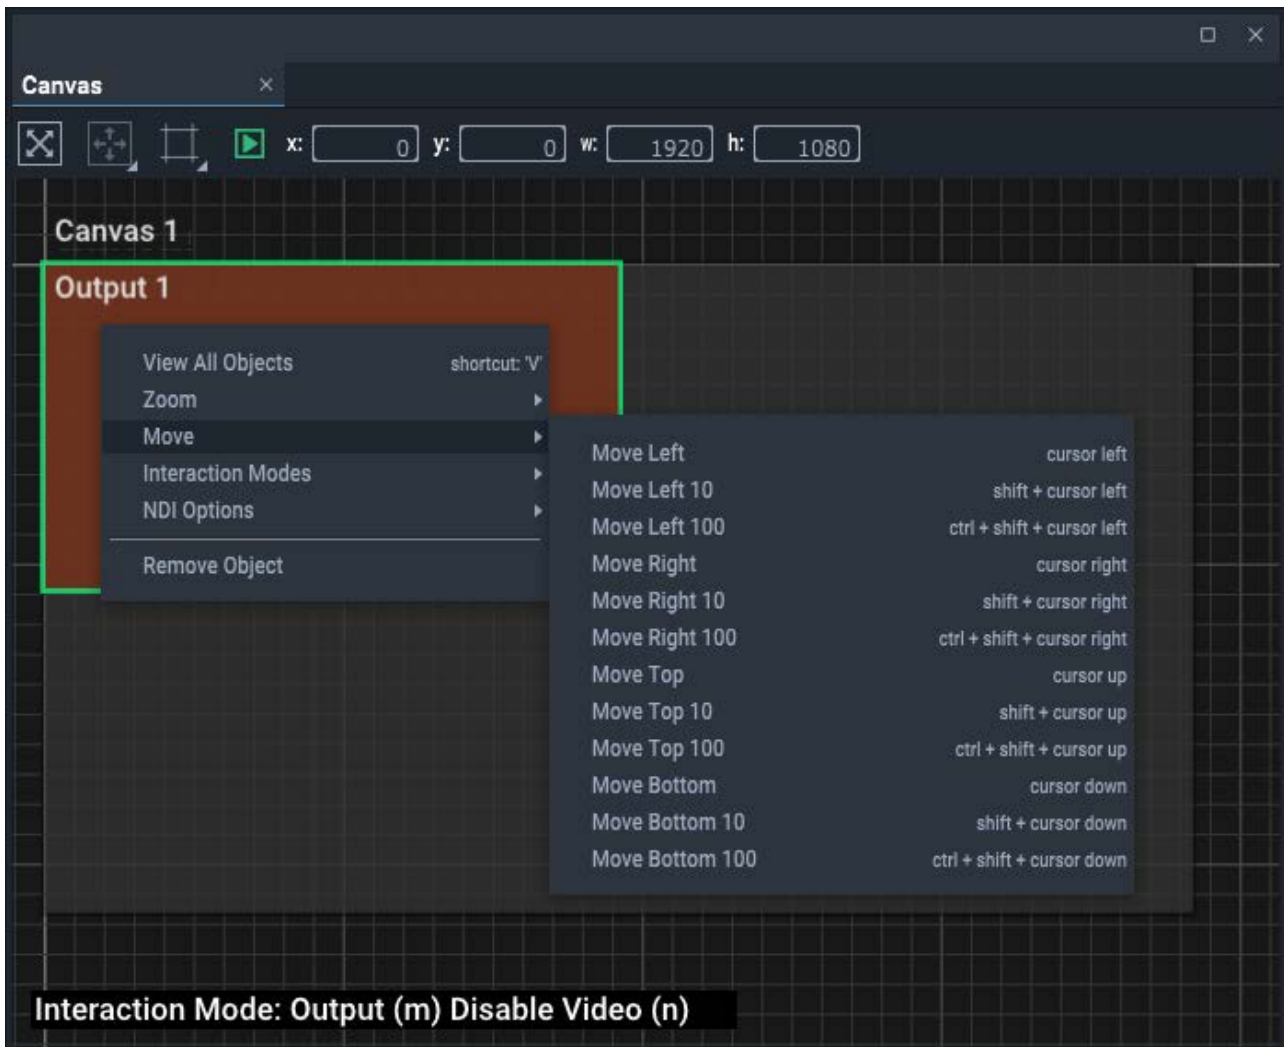 Canvas
x: 0 y: 0 w: 1920 h: 1080
Canvas 1
Output 1
View All Objects shortcut: 'V'
Zoom
Move
Interaction Modes
NDI Options
Remove Object
Move Left cursor left
Move Left 10 shift + cursor left
Move Left 100 ctrl + shift + cursor left
Move Right cursor right
Move Right 10 shift + cursor right
Move Right 100 ctrl + shift + cursor right
Move Top cursor up
Move Top 10 shift + cursor up
Move Top 100 ctrl + shift + cursor up
Move Bottom cursor down
Move Bottom 10 shift + cursor down
Move Bottom 100 ctrl + shift + cursor down
Interaction Mode: Output (m) Disable Video (n)